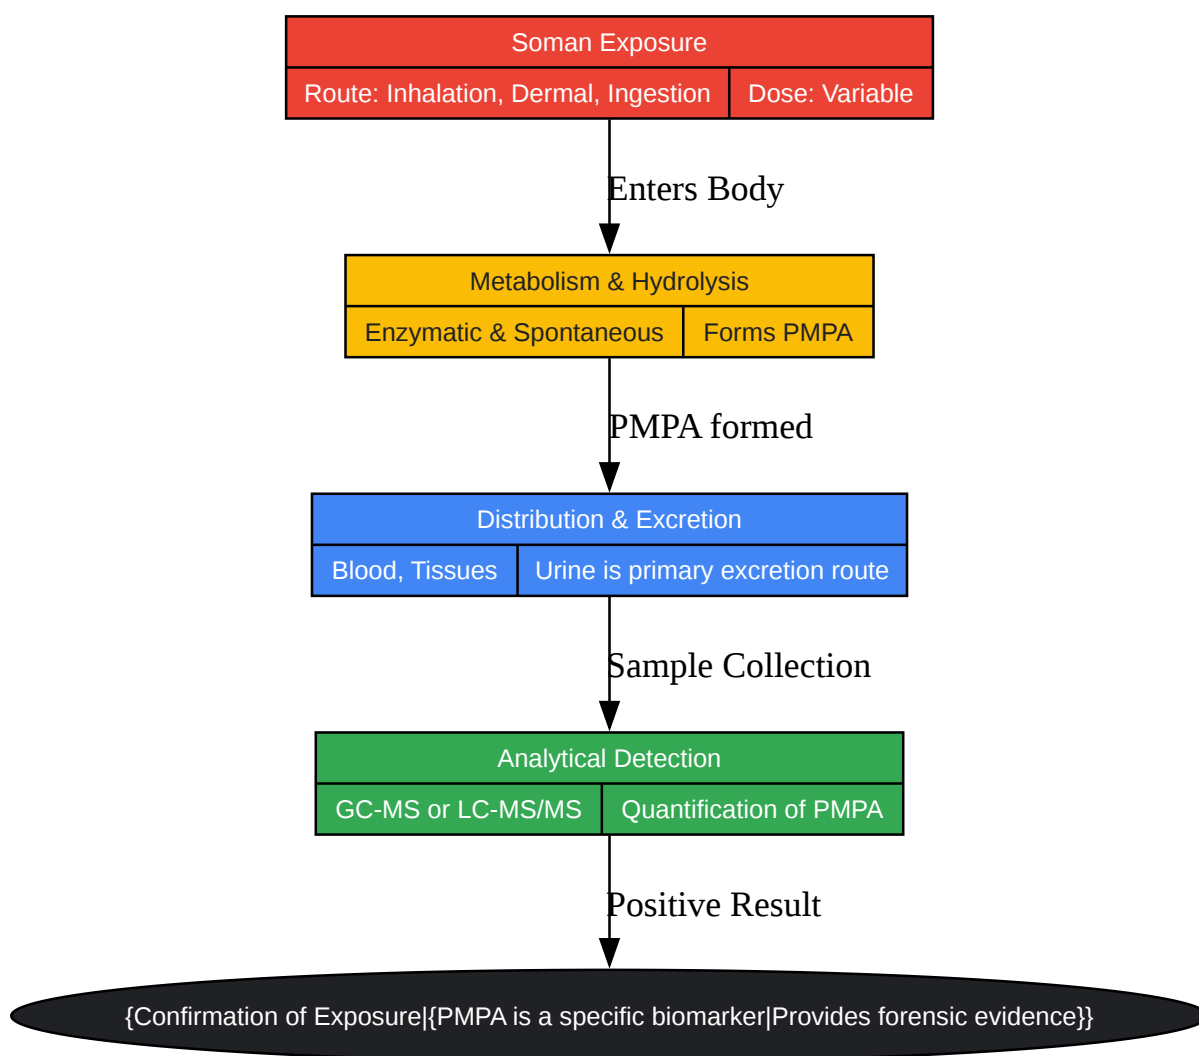 Soman Exposure
Route: Inhalation, Dermal, Ingestion
Dose: Variable
Enters Body
Metabolism & Hydrolysis
Enzymatic & Spontaneous
Forms PMPA
PMPA formed
Distribution & Excretion
Blood, Tissues
Urine is primary excretion route
Sample Collection
Analytical Detection
GC-MS or LC-MS/MS
Quantification of PMPA
Positive Result
{Confirmation of Exposure|{PMPA is a specific biomarker|Provides forensic evidence}}